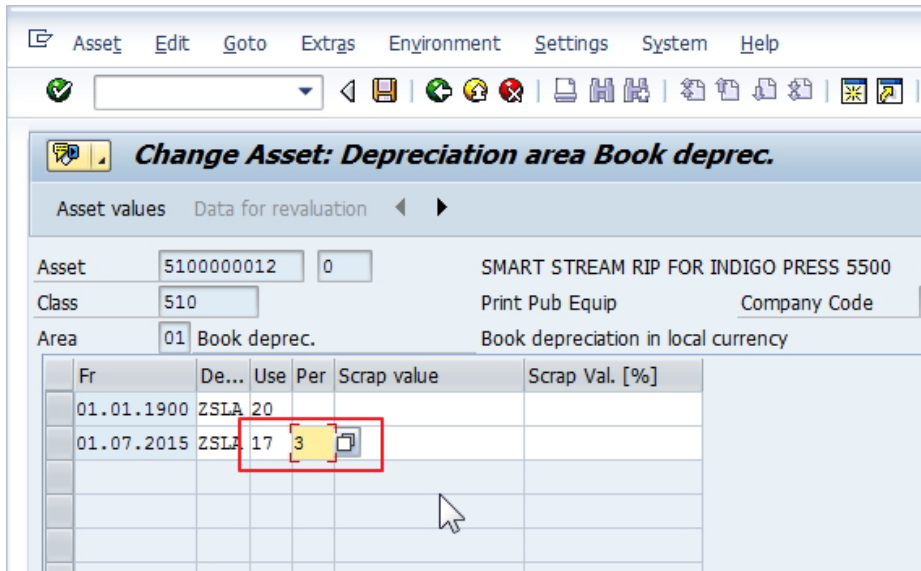 Asset Edit Goto Extras Environment Settings System Help
Change Asset: Depreciation area Book deprec.
Asset values Data for revaluation
Asset 5100000012 0 SMART STREAM RIP FOR INDIGO PRESS 5500
Class 510 Print Pub Equip Company Code
Area 01 Book deprec. Book depreciation in local currency
Fr De... Use Per Scrap value Scrap Val. [%]
01.01.1900 ZSLA 20
01.07.2015 ZSLA 17 3